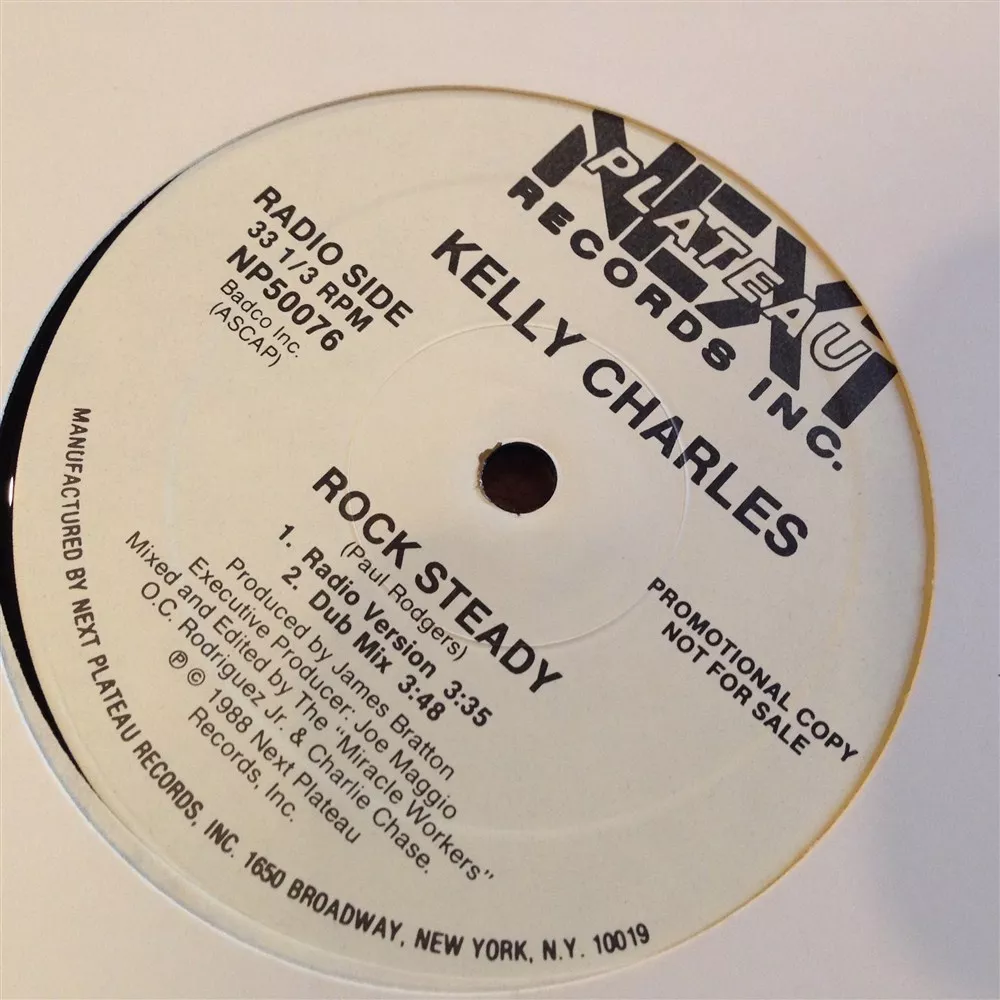 NEXT
PLATEAU
RECORDS INC.
KELLY CHARLES
RADIO SIDE
33 1/3 RPM
NP50076
Badco Inc.
(ASCAP)
PROMOTIONAL COPY
NOT FOR SALE
ROCK STEADY
(Paul Rodgers)
1. Radio Version 3:35
2. Dub Mix 3:48
Produced by James Bratton
Executive Producer: Joe Maggio
Mixed and Edited by The "Miracle Workers"
O.C. Rodriguez Jr. & Charlie Chase.
℗ © 1988 Next Plateau
Records, Inc.
MANUFACTURED BY NEXT PLATEAU RECORDS, INC. 1650 BROADWAY, NEW YORK, N.Y. 10019